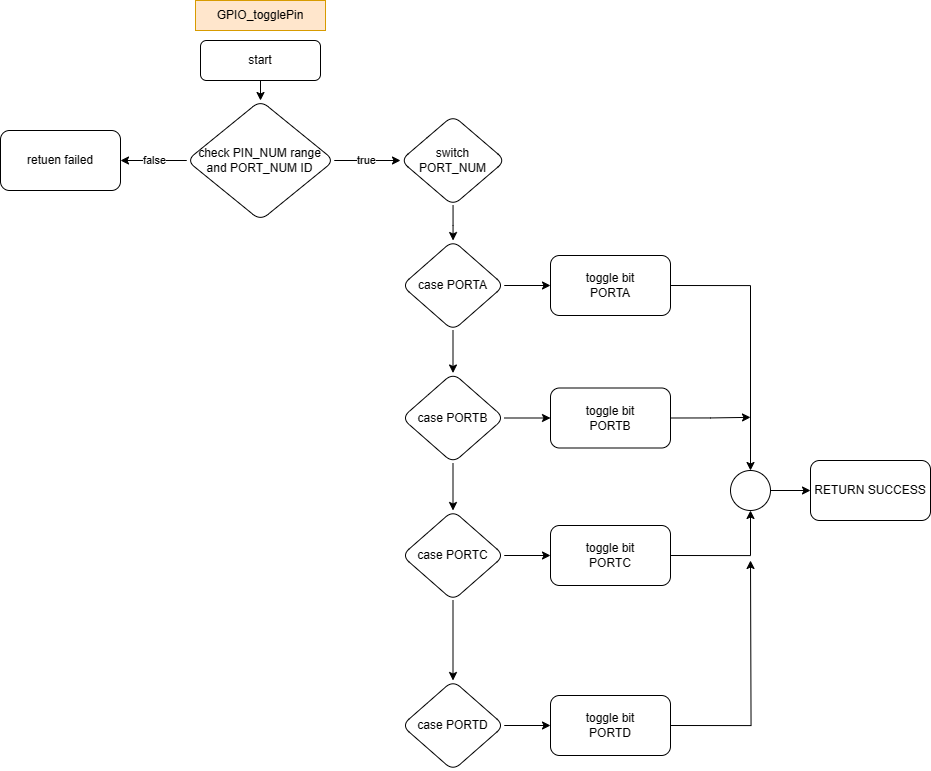 GPIO_togglePin
start
check PIN_NUM range
and PORT_NUM ID
false
retuen failed
true
switch
PORT_NUM
case PORTA
toggle bit
PORTA
case PORTB
toggle bit
PORTB
RETURN SUCCESS
case PORTC
toggle bit
PORTC
case PORTD
toggle bit
PORTD